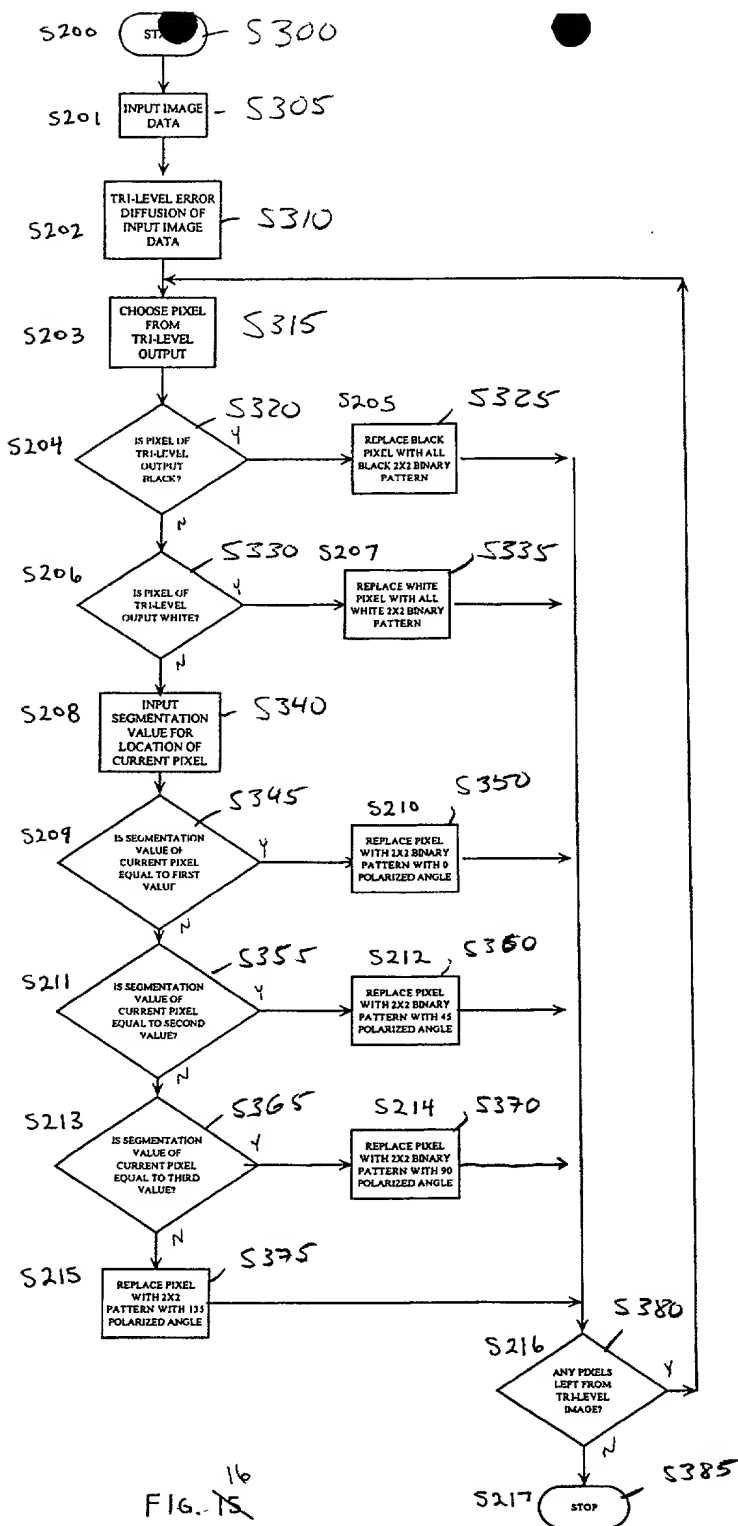 S200
STA
S300
S201
INPUT IMAGE
DATA
S305
S202
TRI-LEVEL ERROR
DIFFUSION OF
INPUT IMAGE
DATA
S310
S203
CHOOSE PIXEL
FROM
TRI-LEVEL
OUTPUT
S315
S204
IS PIXEL OF
TRI-LEVEL
OUTPUT
BLACK?
S320
Y
N
S205
REPLACE BLACK
PIXEL WITH ALL
BLACK 2X2 BINARY
PATTERN
S325
S206
IS PIXEL OF
TRI-LEVEL
OUPUT WHITE?
S330
Y
N
S207
REPLACE WHITE
PIXEL WITH ALL
WHITE 2X2 BINARY
PATTERN
S335
S208
INPUT
SEGMENTATION
VALUE FOR
LOCATION OF
CURRENT PIXEL
S340
S209
IS SEGMENTATION
VALUE OF
CURRENT PIXEL
EQUAL TO FIRST
VALUE
S345
Y
N
S210
REPLACE PIXEL
WITH 2X2 BINARY
PATTERN WITH 0
POLARIZED ANGLE
S350
S211
IS SEGMENTATION
VALUE OF
CURRENT PIXEL
EQUAL TO SECOND
VALUE?
S355
Y
N
S212
REPLACE PIXEL
WITH 2X2 BINARY
PATTERN WITH 45
POLARIZED ANGLE
S360
S213
IS SEGMENTATION
VALUE OF
CURRENT PIXEL
EQUAL TO THIRD
VALUE?
S365
Y
N
S214
REPLACE PIXEL
WITH 2X2 BINARY
PATTERN WITH 90
POLARIZED ANGLE
S370
S215
REPLACE PIXEL
WITH 2X2
PATTERN WITH 135
POLARIZED ANGLE
S375
S216
ANY PIXELS
LEFT FROM
TRI-LEVEL
IMAGE?
S380
Y
N
S217
STOP
S385
16
FIG. 15